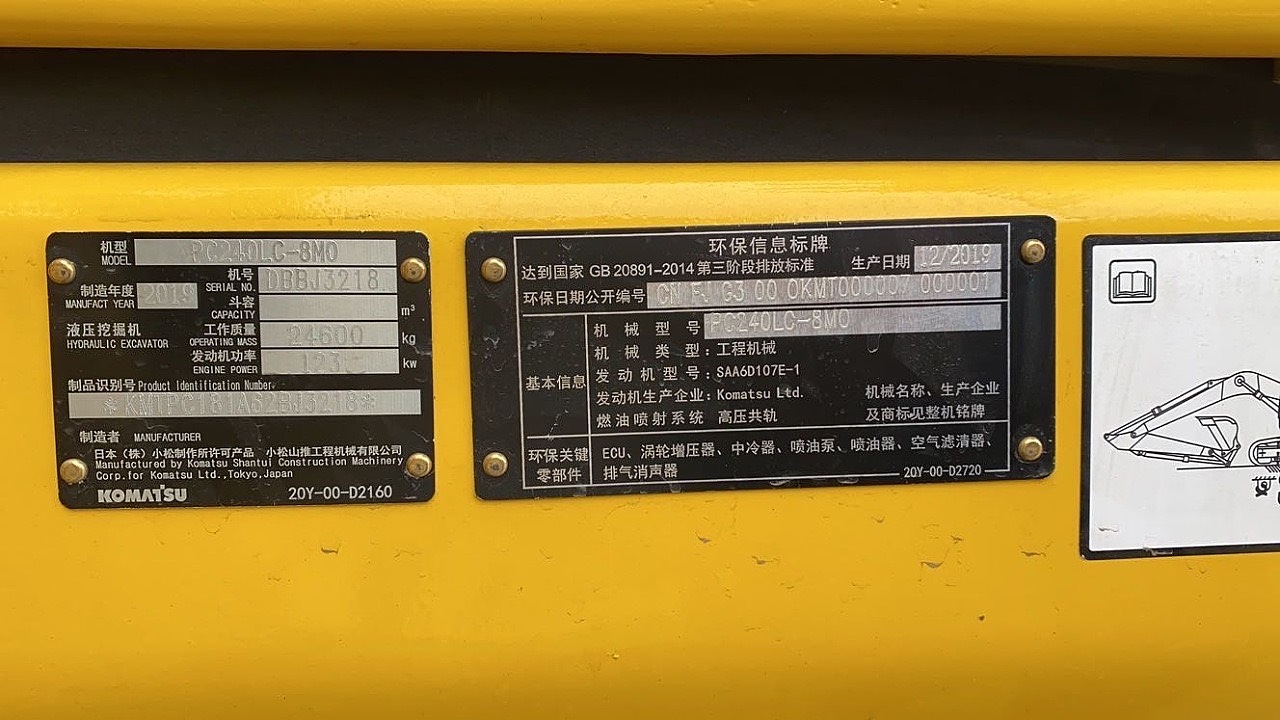 机型 MODEL PC240LC-8M0
机号 SERIAL NO. DBBJ3218
制造年度 MANUFACT YEAR 2019
斗容 CAPACITY m³
液压挖掘机 HYDRAULIC EXCAVATOR
工作质量 OPERATING MASS 24600 kg
发动机功率 ENGINE POWER kw
制品识别号 Product Identification Number
*KMTPC181A62BJ3218*
制造者 MANUFACTURER
日本（株）小松制作所许可产品 小松山推工程机械有限公司
Manufactured by Komatsu Shantui Construction Machinery
Corp.for Komatsu Ltd.,Tokyo,Japan
KOMATSU 20Y-00-D2160
环保信息标牌
达到国家 GB 20891-2014 第三阶段排放标准 生产日期 12/2019
环保日期公开编号 CN FJ G3 00 0KMT000007 000001
基本信息
机械型号 PC240LC-8M0
机械类型：工程机械
发动机型号：SAA6D107E-1
发动机生产企业：Komatsu Ltd.
燃油喷射系统 高压共轨
机械名称、生产企业
及商标见整机铭牌
环保关键
零部件
ECU、涡轮增压器、中冷器、喷油泵、喷油器、空气滤清器、
排气消声器
20Y-00-D2720